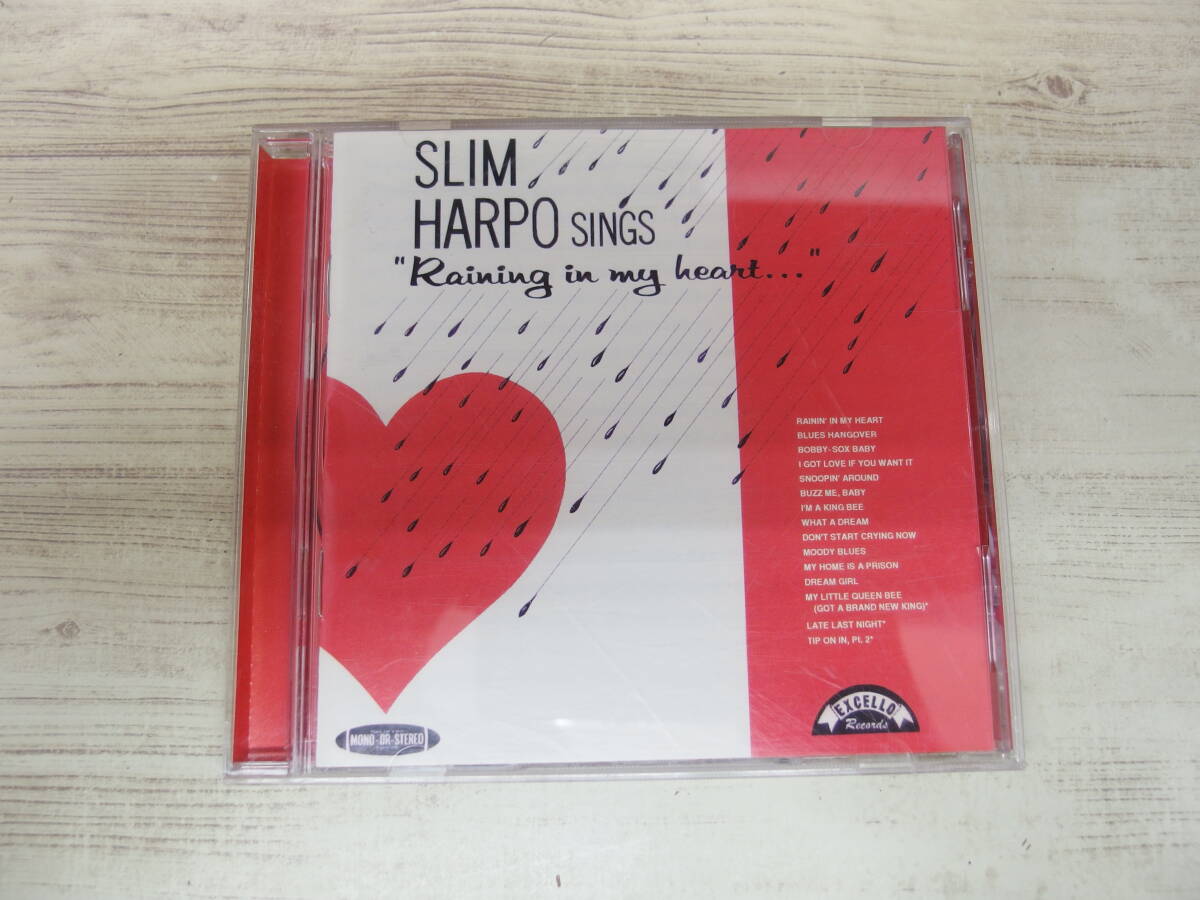 SLIM
HARPO SINGS
"Raining in my heart..."
RAININ' IN MY HEART
BLUES HANGOVER
BOBBY-SOX BABY
I GOT LOVE IF YOU WANT IT
SNOOPIN' AROUND
BUZZ ME, BABY
I'M A KING BEE
WHAT A DREAM
DON'T START CRYING NOW
MOODY BLUES
MY HOME IS A PRISON
DREAM GIRL
MY LITTLE QUEEN BEE
(GOT A BRAND NEW KING)*
LATE LAST NIGHT*
TIP ON IN, Pt. 2*
MONO-OR-STEREO
EXCELLO
Records